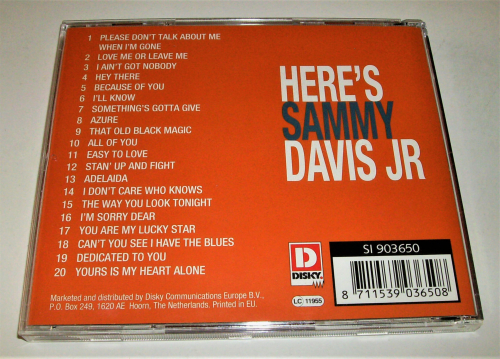 1 PLEASE DON'T TALK ABOUT ME
WHEN I'M GONE
2 LOVE ME OR LEAVE ME
3 I AIN'T GOT NOBODY
4 HEY THERE
5 BECAUSE OF YOU
6 I'LL KNOW
7 SOMETHING'S GOTTA GIVE
8 AZURE
9 THAT OLD BLACK MAGIC
10 ALL OF YOU
11 EASY TO LOVE
12 STAN' UP AND FIGHT
13 ADELAIDA
14 I DON'T CARE WHO KNOWS
15 THE WAY YOU LOOK TONIGHT
16 I'M SORRY DEAR
17 YOU ARE MY LUCKY STAR
18 CAN'T YOU SEE I HAVE THE BLUES
19 DEDICATED TO YOU
20 YOURS IS MY HEART ALONE
HERE'S
SAMMY
DAVIS JR
D
DISKY
LC 11955
SI 903650
8 711539 036508
Marketed and distributed by Disky Communications Europe B.V.,
P.O. Box 249, 1620 AE Hoorn, The Netherlands. Printed in EU.